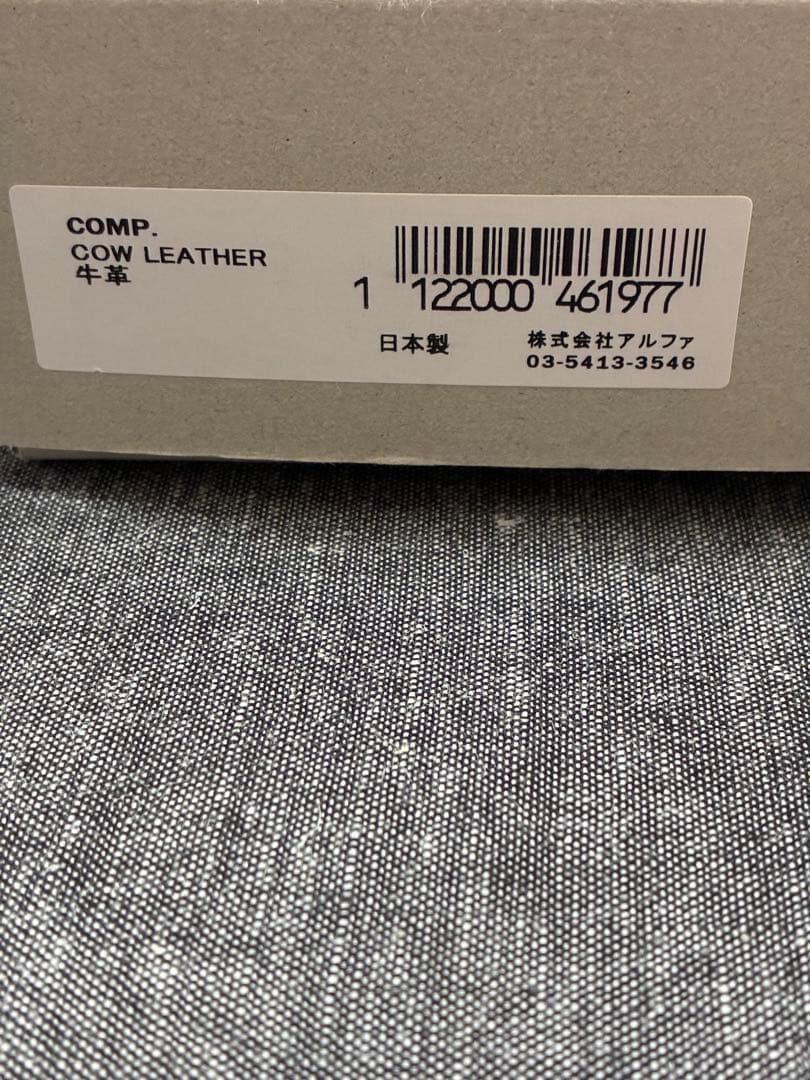 COMP.
COW LEATHER
牛革
1 122000 461977
日本製
株式会社アルファ
03-5413-3546